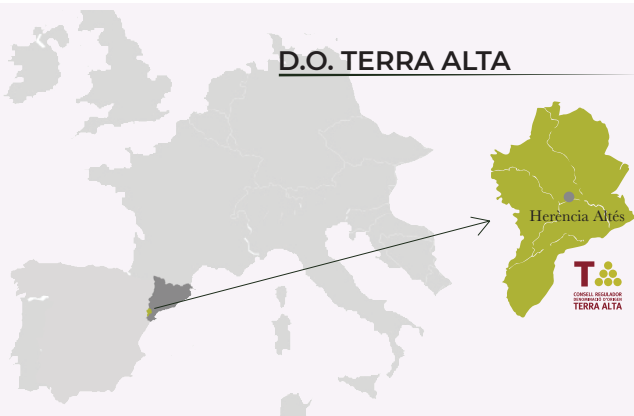 D.O. TERRA ALTA
Herència Altés
CONSELL REGULADOR
DENOMINACIÓ D'ORIGEN
TERRA ALTA